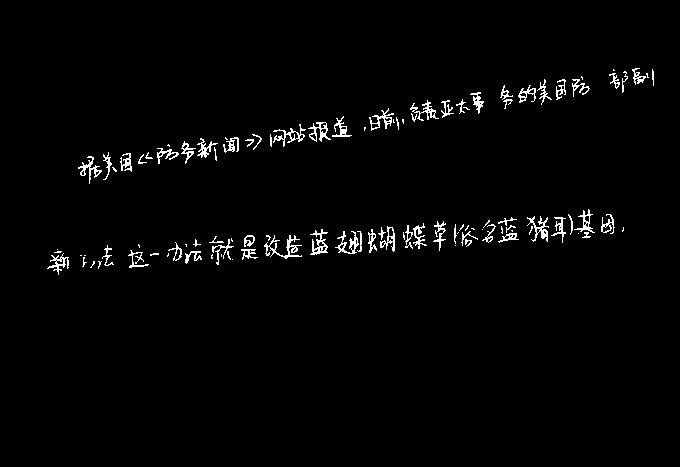 据美国《防务新闻》网站报道,日前,负责亚太事务的美国防 部副
新办法 这一办法就是改造蓝翅蝴蝶草(俗名蓝猪耳)基因,